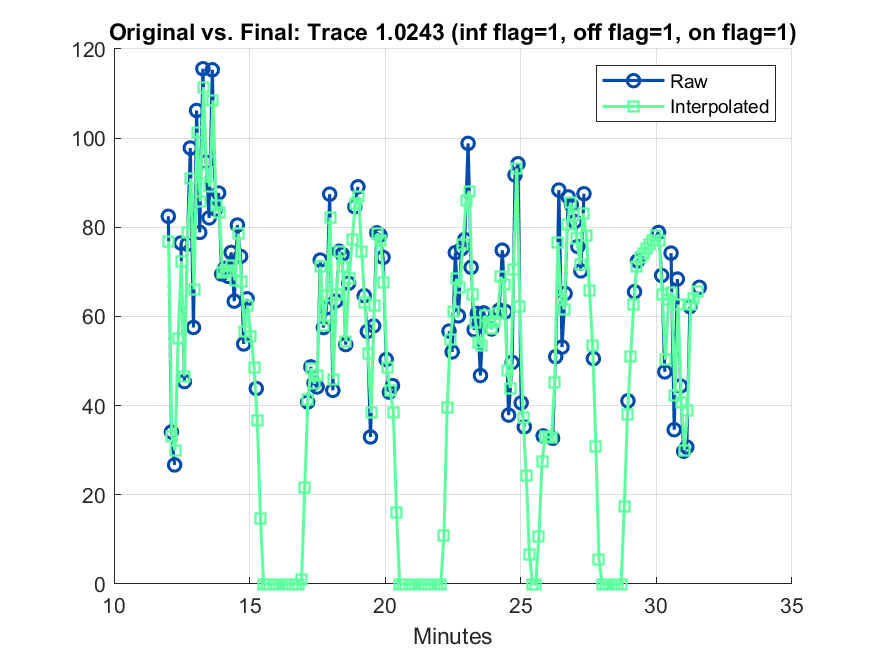 Original vs. Final: Trace 1.0243 (inf flag=1, off flag=1, on flag=1)
120
100
80
60
40
20
0
Raw
Interpolated
10 15 20 25 30 35
Minutes